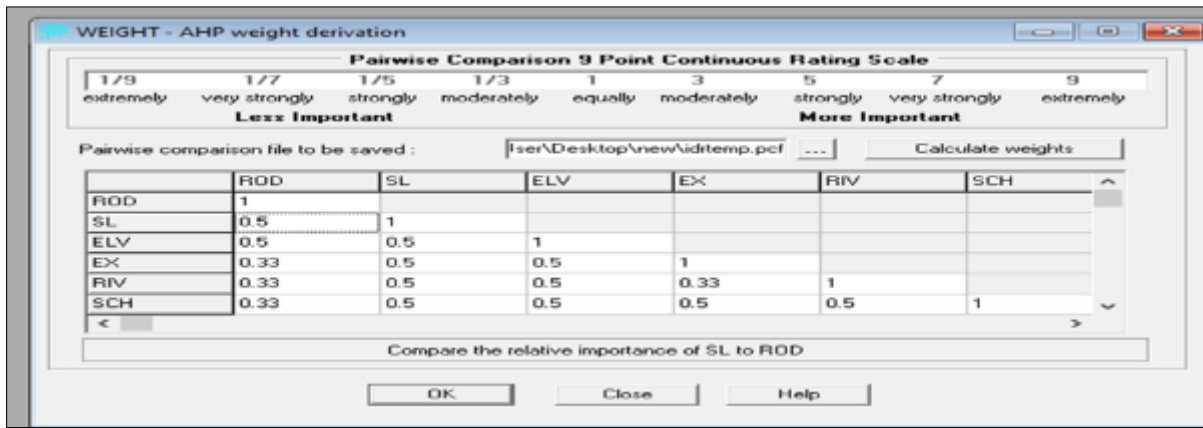 WEIGHT - AHP weight derivation
Pairwise Comparison 9 Point Continuous Rating Scale
1/9 1/7 1/5 1/3 1 3 5 7 9
extremely very strongly strongly moderately equally moderately strongly very strongly extremely
Less Important More Important
Pairwise comparison file to be saved : ser\Desktop\new\idrtemp.pcf ... Calculate weights
ROD SL ELV EX RIV SCH
ROD 1
SL 0.5 1
ELV 0.5 0.5 1
EX 0.33 0.5 0.5 1
RIV 0.33 0.5 0.5 0.33 1
SCH 0.33 0.5 0.5 0.5 0.5 1
Compare the relative importance of SL to ROD
OK Close Help